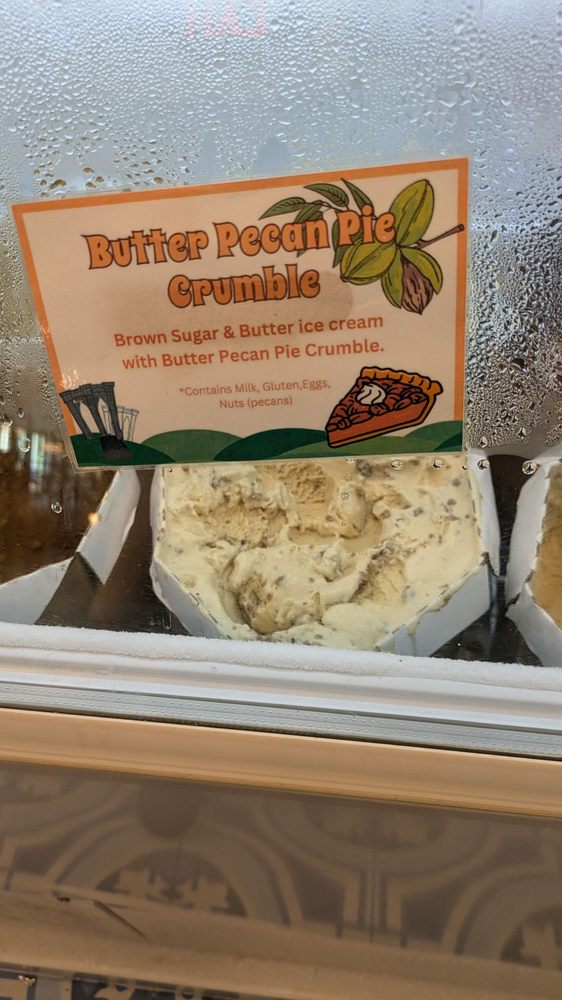 Butter Pecan Pie
Crumble
Brown Sugar & Butter ice cream
with Butter Pecan Pie Crumble.
*Contains Milk, Gluten,Eggs,
Nuts (pecans)